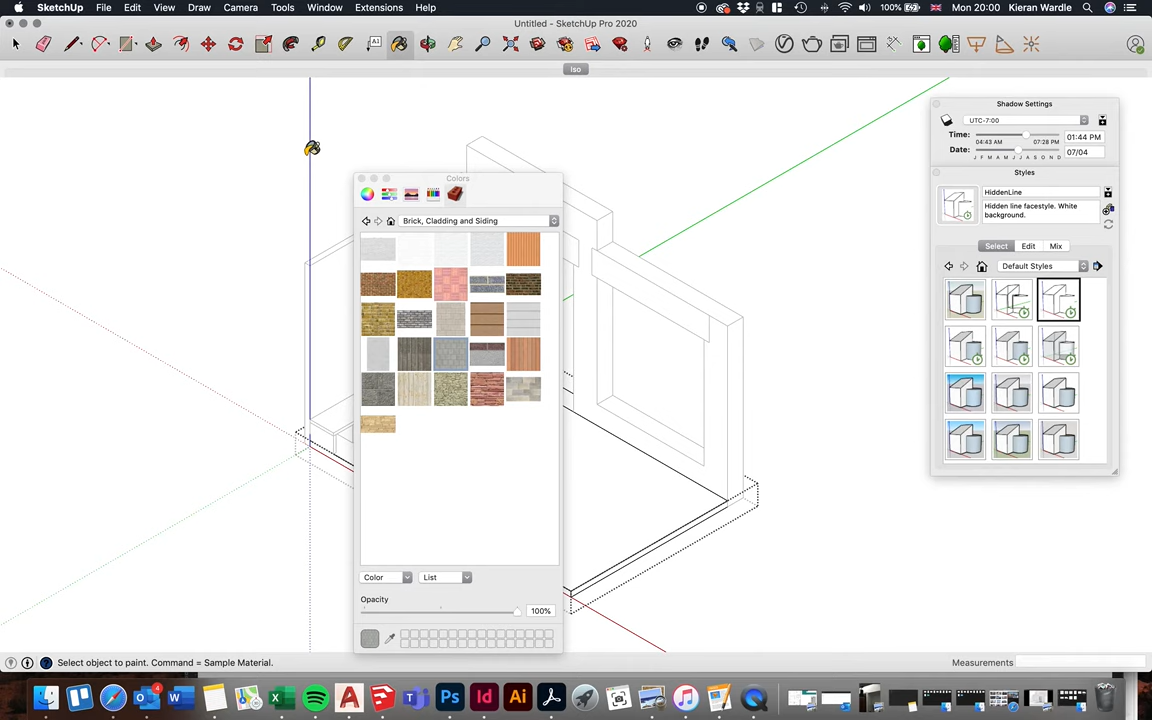 SketchUp File Edit View Draw Camera Tools Window Extensions Help
100% Mon 20:00 Kieran Wardle
Untitled - SketchUp Pro 2020
iso
Shadow Settings
UTC-7:00
Time: 01:44 PM
04:43 AM 07:28 PM
Date: 07/04
J F M A M J J A S O N D
Styles
HiddenLine
Hidden line facestyle. White
background.
Select Edit Mix
Default Styles
Colors
Brick, Cladding and Siding
Color List
Opacity
100%
Select object to paint. Command = Sample Material.
Measurements
4